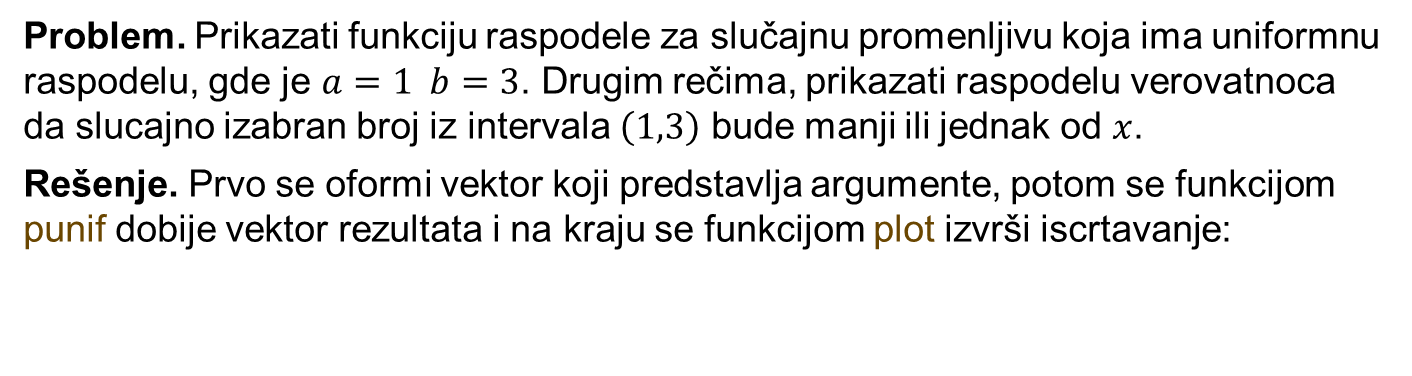 Problem. Prikazati funkciju raspodele za slučajnu promenljivu koja ima uniformnu
raspodelu, gde je a = 1 b = 3. Drugim rečima, prikazati raspodelu verovatnoca
da slucajno izabran broj iz intervala (1,3) bude manji ili jednak od x.
Rešenje. Prvo se oformi vektor koji predstavlja argumente, potom se funkcijom
punif dobije vektor rezultata i na kraju se funkcijom plot izvrši iscrtavanje: